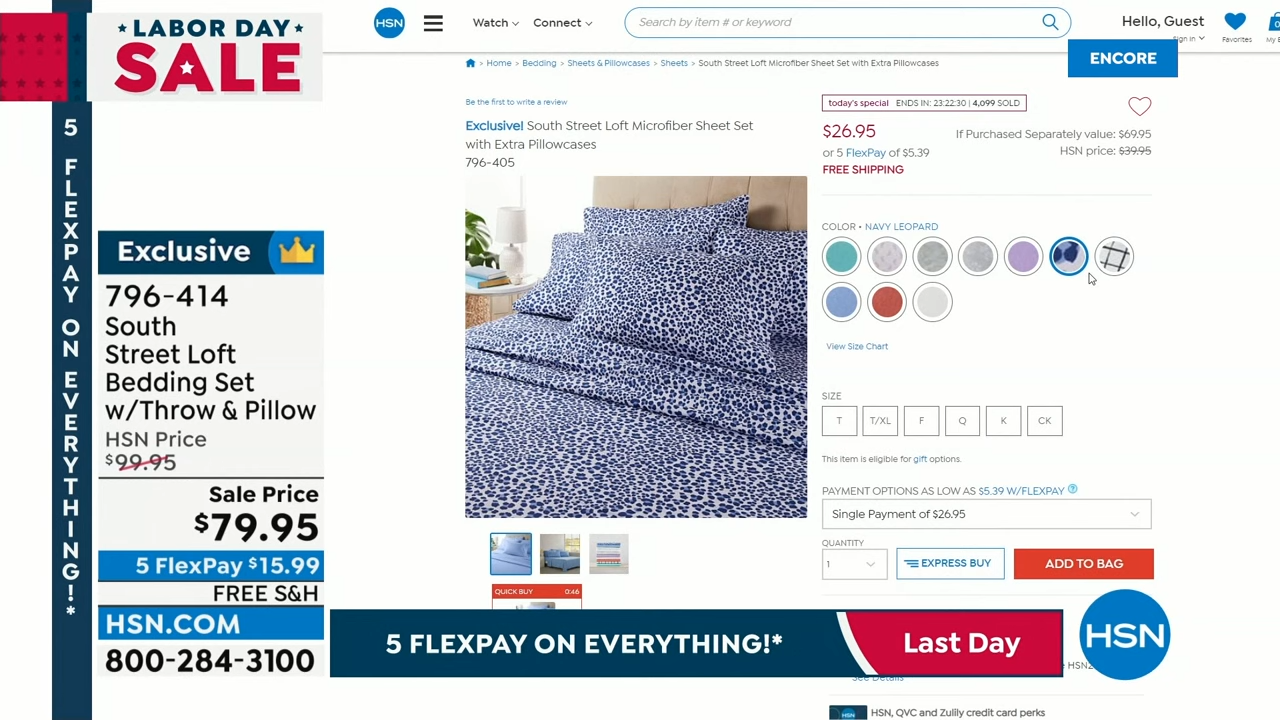 ★LABOR DAY★
SALE
5 FLEXPAY ON EVERYTHING!*
Exclusive
796-414
South
Street Loft
Bedding Set
w/Throw & Pillow
HSN Price
$99.95
Sale Price
$79.95
5 FlexPay $15.99
FREE S&H
HSN.COM
800-284-3100
HSN
Watch
Connect
Search by item # or keyword
Hello, Guest
Sign In
Favorites
ENCORE
> Home > Bedding > Sheets & Pillowcases > Sheets > South Street Loft Microfiber Sheet Set with Extra Pillowcases
Be the first to write a review
Exclusive! South Street Loft Microfiber Sheet Set
with Extra Pillowcases
796-405
today's special ENDS IN: 23:22:30 | 4,099 SOLD
$26.95
If Purchased Separately value: $69.95
or 5 FlexPay of $5.39
HSN price: $39.95
FREE SHIPPING
COLOR • NAVY LEOPARD
View Size Chart
SIZE
T T/XL F Q K CK
This item is eligible for gift options.
PAYMENT OPTIONS AS LOW AS $5.39 W/FLEXPAY ?
Single Payment of $26.95
QUANTITY
1
EXPRESS BUY
ADD TO BAG
QUICK BUY 0:46
5 FLEXPAY ON EVERYTHING!*
Last Day
HSN
See Details
HSN
HSN, QVC and Zulily credit card perks